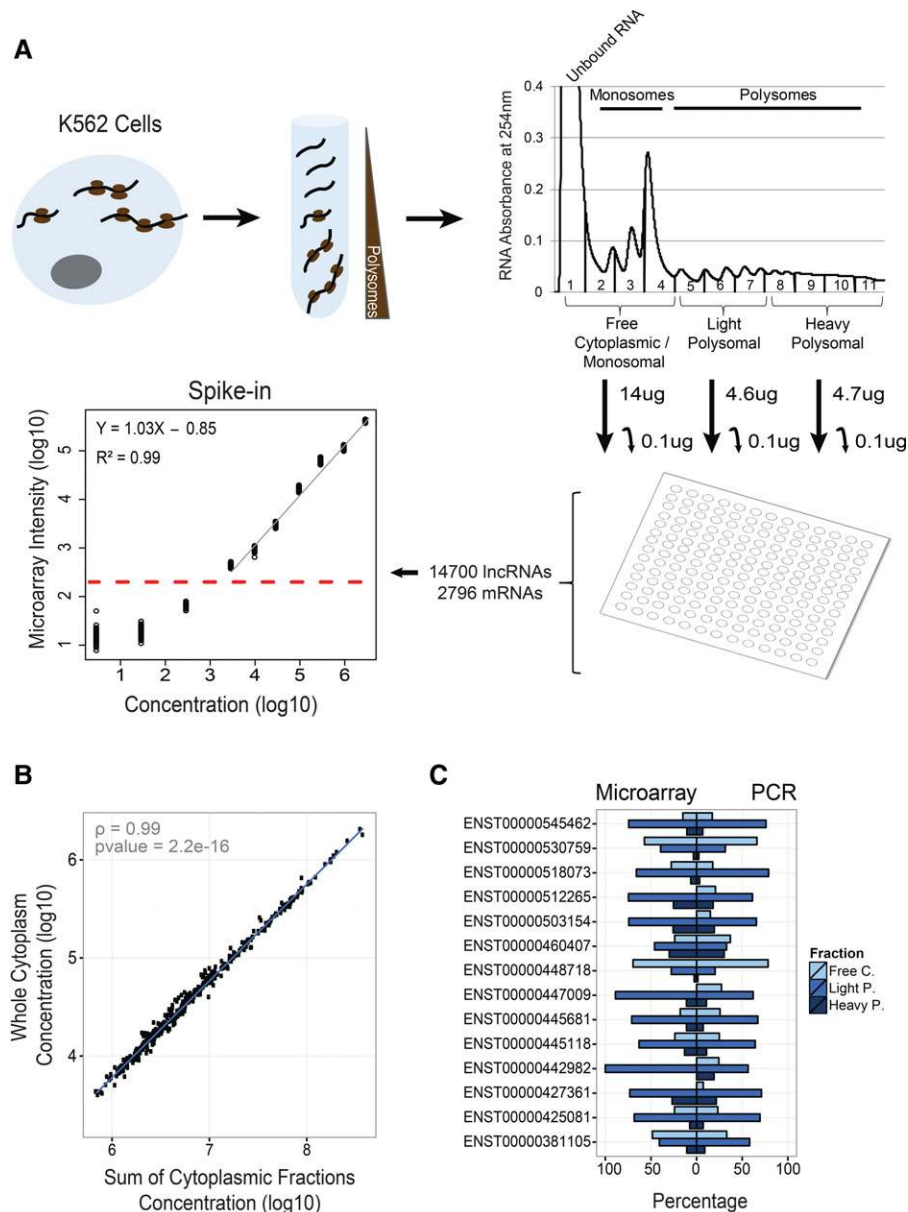 A
K562 Cells
Polysomes
Unbound RNA
Monosomes
Polysomes
RNA Absorbance at 254nm
0.4
0.3
0.2
0.1
0
1 2 3 4 5 6 7 8 9 10 11
Free
Cytoplasmic /
Monosomal
Light
Polysomal
Heavy
Polysomal
14ug
4.6ug
4.7ug
0.1ug
0.1ug
0.1ug
Spike-in
Y = 1.03X − 0.85
R² = 0.99
Microarray Intensity (log10)
5
4
3
2
1
1 2 3 4 5 6
Concentration (log10)
14700 lncRNAs
2796 mRNAs
B
ρ = 0.99
pvalue = 2.2e-16
Whole Cytoplasm
Concentration (log10)
6
5
4
6 7 8
Sum of Cytoplasmic Fractions
Concentration (log10)
C
Microarray PCR
ENST00000545462
ENST00000530759
ENST00000518073
ENST00000512265
ENST00000503154
ENST00000460407
ENST00000448718
ENST00000447009
ENST00000445681
ENST00000445118
ENST00000442982
ENST00000427361
ENST00000425081
ENST00000381105
100 50 0 50 100
Percentage
Fraction
Free C.
Light P.
Heavy P.